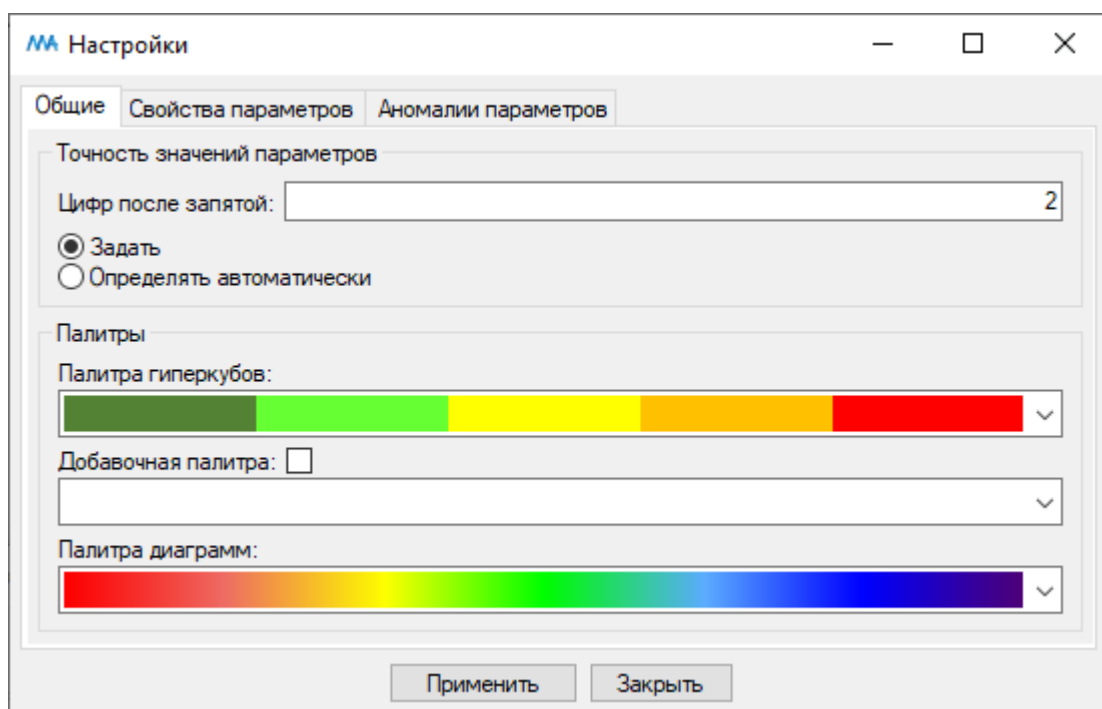 Настройки
Общие Свойства параметров Аномалии параметров
Точность значений параметров
Цифр после запятой: 2
Задать
Определять автоматически
Палитры
Палитра гиперкубов:
Добавочная палитра:
Палитра диаграмм:
Применить Закрыть